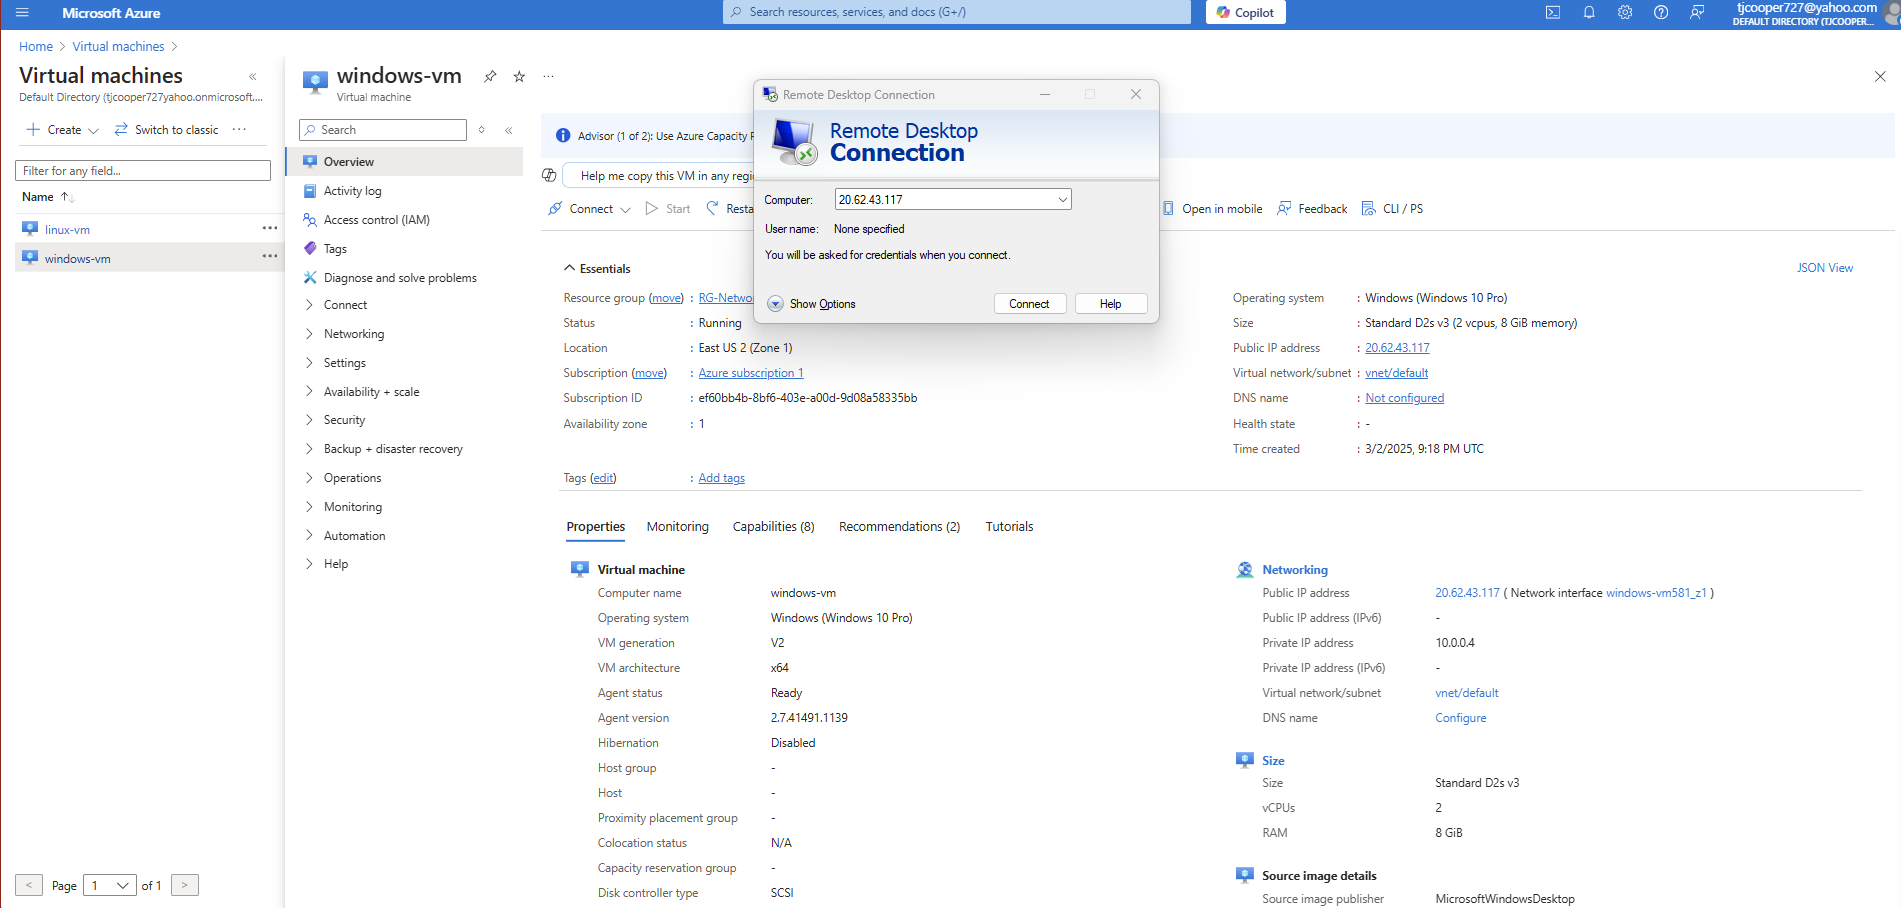 Microsoft Azure
Search resources, services, and docs (G+/)
Copilot
tjcooper727@yahoo.com
DEFAULT DIRECTORY (TJCOOPER...
Home > Virtual machines >
Virtual machines
Default Directory (tjcooper727yahoo.onmicrosoft....
Create
Switch to classic
Filter for any field...
Name
linux-vm
windows-vm
Page 1 of 1
windows-vm
Virtual machine
Search
Overview
Activity log
Access control (IAM)
Tags
Diagnose and solve problems
Connect
Networking
Settings
Availability + scale
Security
Backup + disaster recovery
Operations
Monitoring
Automation
Help
Advisor (1 of 2): Use Azure Capacity
Help me copy this VM in any
Connect
Start
Resta
Open in mobile
Feedback
CLI / PS
Remote Desktop Connection
Remote Desktop
Connection
Computer: 20.62.43.117
User name: None specified
You will be asked for credentials when you connect.
Show Options
Connect
Help
Essentials
JSON View
Resource group (move) : RG-Netwo
Status : Running
Location : East US 2 (Zone 1)
Subscription (move) : Azure subscription 1
Subscription ID : ef60bb4b-8bf6-403e-a00d-9d08a58335bb
Availability zone : 1
Operating system : Windows (Windows 10 Pro)
Size : Standard D2s v3 (2 vcpus, 8 GiB memory)
Public IP address : 20.62.43.117
Virtual network/subnet : vnet/default
DNS name : Not configured
Health state : -
Time created : 3/2/2025, 9:18 PM UTC
Tags (edit) : Add tags
Properties
Monitoring
Capabilities (8)
Recommendations (2)
Tutorials
Virtual machine
Computer name windows-vm
Operating system Windows (Windows 10 Pro)
VM generation V2
VM architecture x64
Agent status Ready
Agent version 2.7.41491.1139
Hibernation Disabled
Host group -
Host -
Proximity placement group -
Colocation status N/A
Capacity reservation group -
Disk controller type SCSI
Networking
Public IP address 20.62.43.117 ( Network interface windows-vm581_z1 )
Public IP address (IPv6) -
Private IP address 10.0.0.4
Private IP address (IPv6) -
Virtual network/subnet vnet/default
DNS name Configure
Size
Size Standard D2s v3
vCPUs 2
RAM 8 GiB
Source image details
Source image publisher MicrosoftWindowsDesktop